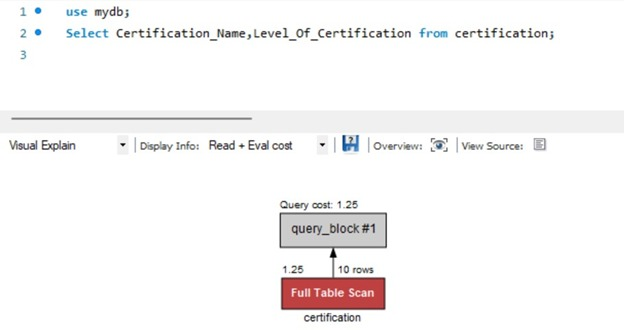 1 use mydb;
2 Select Certification_Name,Level_Of_Certification from certification;
3
Visual Explain Display Info: Read + Eval cost Overview: View Source:
Query cost: 1.25
query_block #1
1.25 10 rows
Full Table Scan
certification